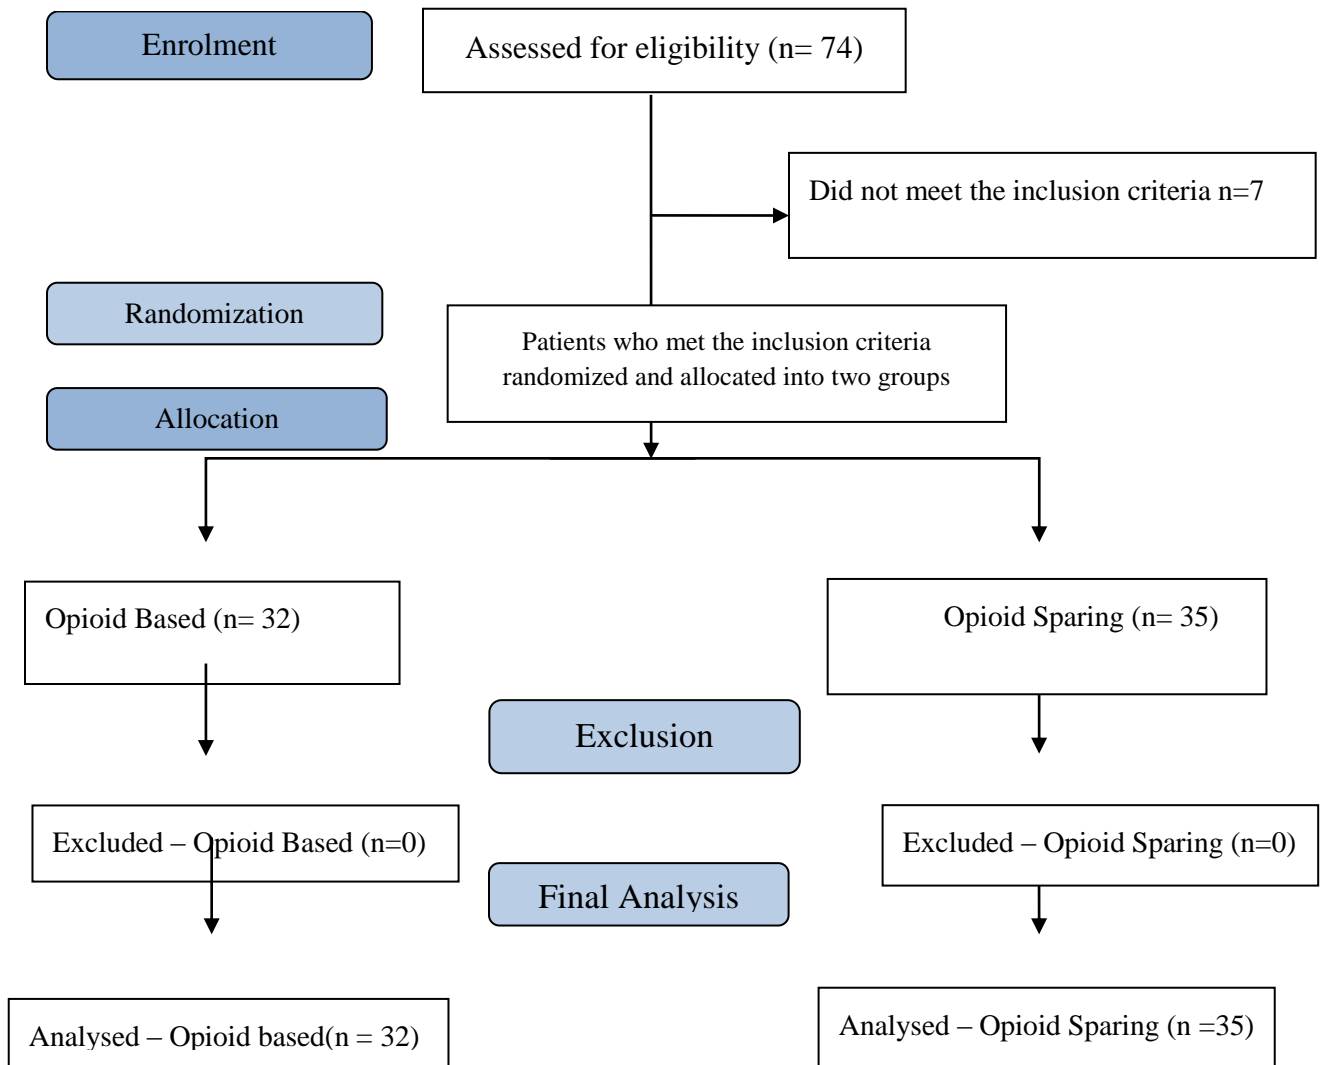 Enrolment
Assessed for eligibility (n= 74)
Did not meet the inclusion criteria n=7
Randomization
Patients who met the inclusion criteria
randomized and allocated into two groups
Allocation
Opioid Based (n= 32)
Opioid Sparing (n= 35)
Exclusion
Excluded – Opioid Based (n=0)
Excluded – Opioid Sparing (n=0)
Final Analysis
Analysed – Opioid based(n = 32)
Analysed – Opioid Sparing (n =35)